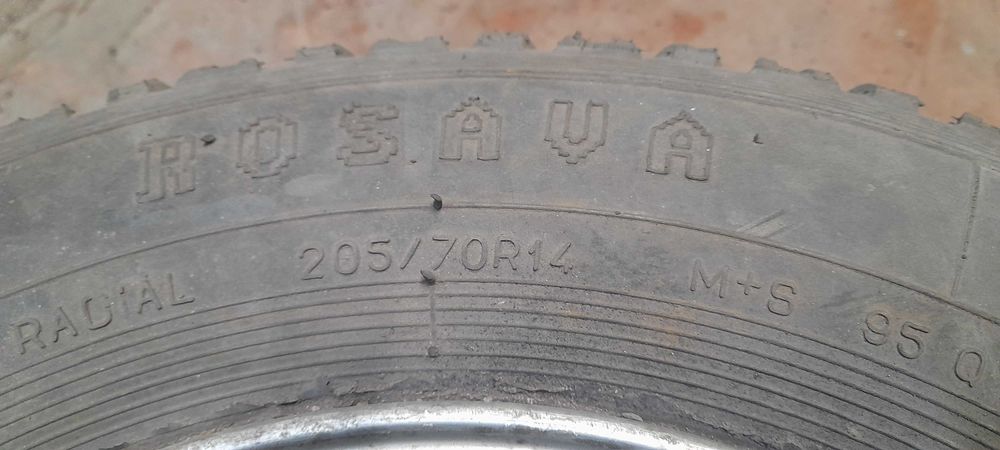 ROSAVA
RADIAL 205/70R14 M+S 95 Q